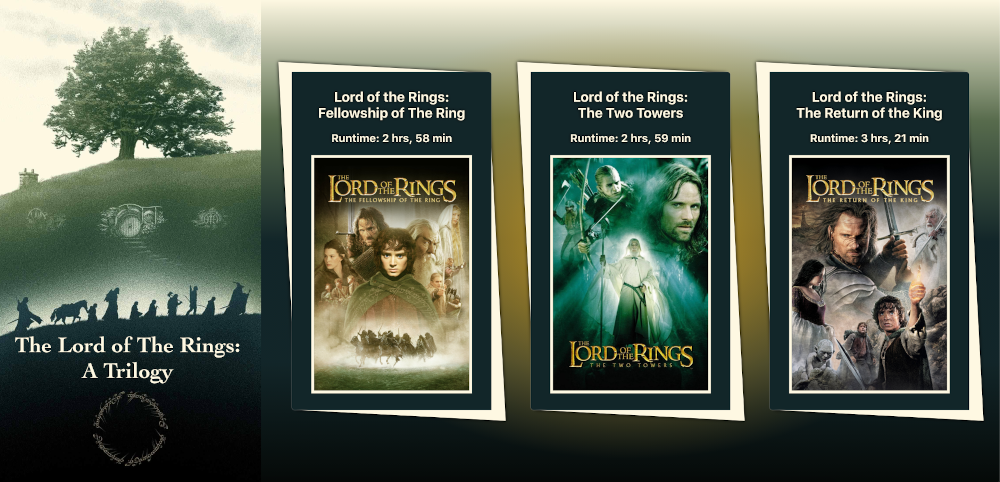 The Lord of The Rings:
A Trilogy
Lord of the Rings:
Fellowship of The Ring
Runtime: 2 hrs, 58 min
THE
LORD OF THE RINGS
THE FELLOWSHIP OF THE RING
Lord of the Rings:
The Two Towers
Runtime: 2 hrs, 59 min
THE
LORD OF THE RINGS
THE TWO TOWERS
Lord of the Rings:
The Return of the King
Runtime: 3 hrs, 21 min
THE
LORD OF THE RINGS
THE RETURN OF THE KING